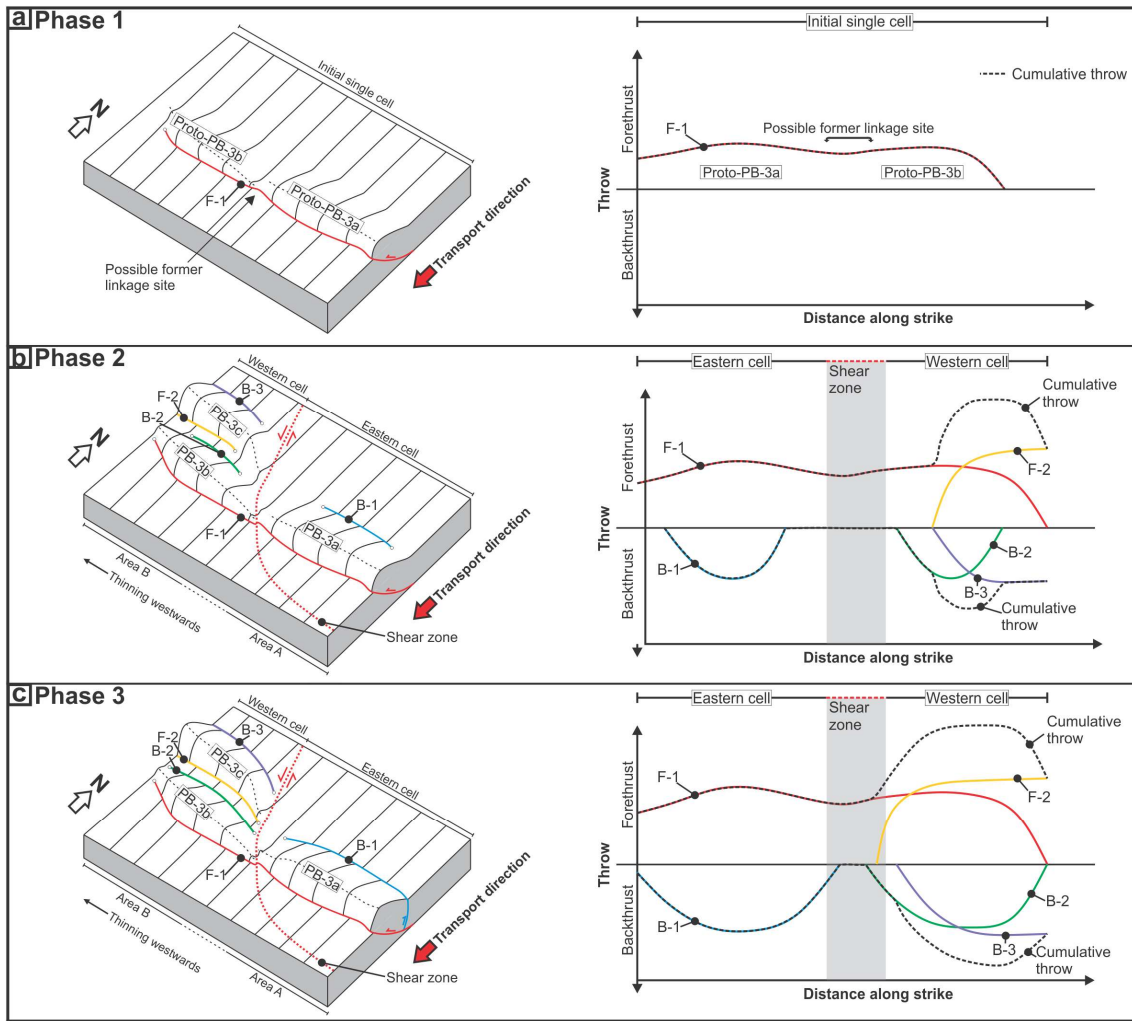 a Phase 1
N
Initial single cell
Proto-PB-3b
F-1
Proto-PB-3a
Possible former
linkage site
Transport direction
Initial single cell
Cumulative throw
Forethrust
Throw
Backthrust
F-1
Possible former
linkage site
Proto-PB-3a
Proto-PB-3b
Distance along strike
b Phase 2
N
Western cell
Eastern cell
B-3
F-2
B-2
PB-3c
PB-3b
B-1
F-1
PB-3a
Area B
Thinning westwards
Area A
Transport direction
Shear zone
Eastern cell
Shear
zone
Western cell
Cumulative
throw
Forethrust
Throw
Backthrust
F-1
F-2
B-1
B-2
B-3
Cumulative
throw
Distance along strike
c Phase 3
N
Western cell
Eastern cell
B-3
F-2
B-2
PB-3c
PB-3b
B-1
F-1
PB-3a
Area B
Thinning westwards
Area A
Transport direction
Shear zone
Eastern cell
Shear
zone
Western cell
Cumulative
throw
Forethrust
Throw
Backthrust
F-1
F-2
B-1
B-2
B-3
Cumulative
throw
Distance along strike